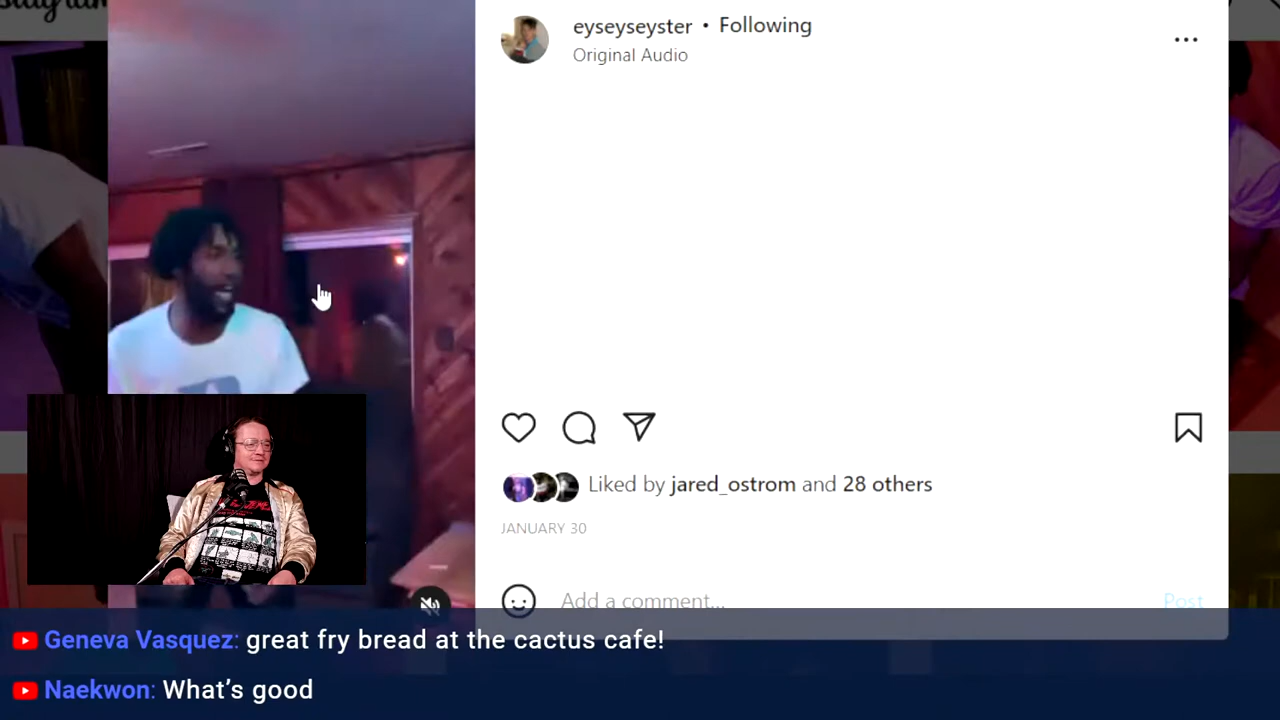 eyseyseyster • Following
Original Audio
Liked by jared_ostrom and 28 others
JANUARY 30
Add a comment...
Post
Geneva Vasquez: great fry bread at the cactus cafe!
Naekwon: What's good